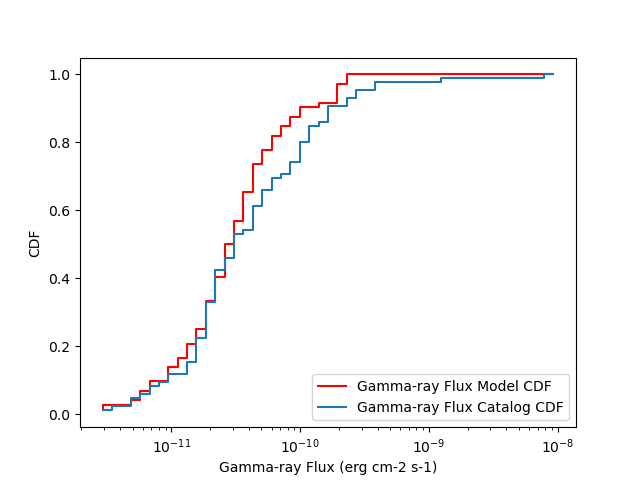 1.0
0.8
0.6
0.4
0.2
0.0
CDF
10⁻¹¹
10⁻¹⁰
10⁻⁹
10⁻⁸
Gamma-ray Flux (erg cm-2 s-1)
Gamma-ray Flux Model CDF
Gamma-ray Flux Catalog CDF